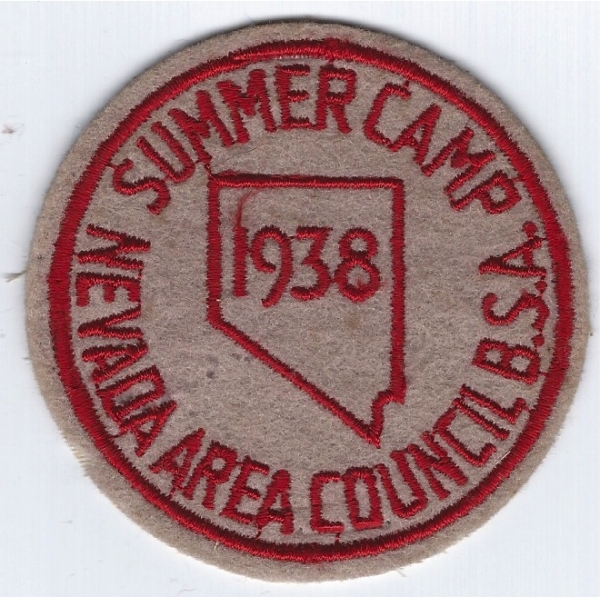 SUMMER CAMP
1938
NEVADA AREA COUNCIL B.S.A.